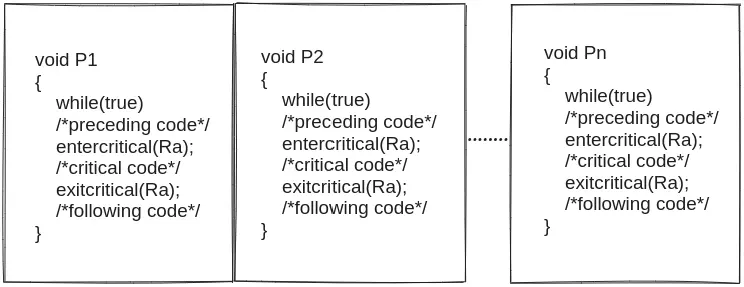 void P1
{
while(true)
/*preceding code*/
entercritical(Ra);
/*critical code*/
exitcritical(Ra);
/*following code*/
}
void P2
{
while(true)
/*preceding code*/
entercritical(Ra);
/*critical code*/
exitcritical(Ra);
/*following code*/
}
........
void Pn
{
while(true)
/*preceding code*/
entercritical(Ra);
/*critical code*/
exitcritical(Ra);
/*following code*/
}